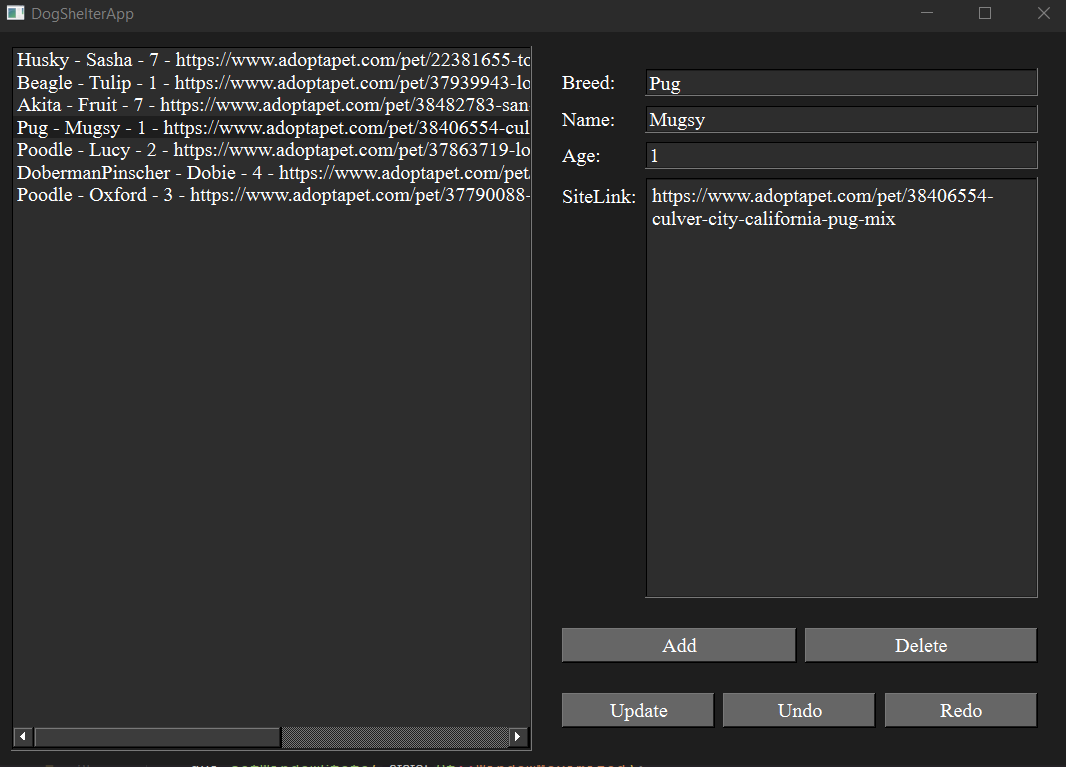 DogShelterApp
Husky - Sasha - 7 - https://www.adoptapet.com/pet/22381655-to
Beagle - Tulip - 1 - https://www.adoptapet.com/pet/37939943-lo
Akita - Fruit - 7 - https://www.adoptapet.com/pet/38482783-san-
Pug - Mugsy - 1 - https://www.adoptapet.com/pet/38406554-cul
Poodle - Lucy - 2 - https://www.adoptapet.com/pet/37863719-lo
DobermanPinscher - Dobie - 4 - https://www.adoptapet.com/pet/
Poodle - Oxford - 3 - https://www.adoptapet.com/pet/37790088-
Breed: Pug
Name: Mugsy
Age: 1
SiteLink: https://www.adoptapet.com/pet/38406554-
culver-city-california-pug-mix
Add Delete
Update Undo Redo